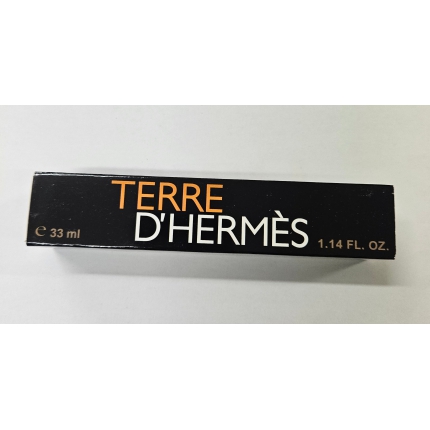 TERRE
D'HERMÈS
℮ 33 ml
1.14 FL. OZ.